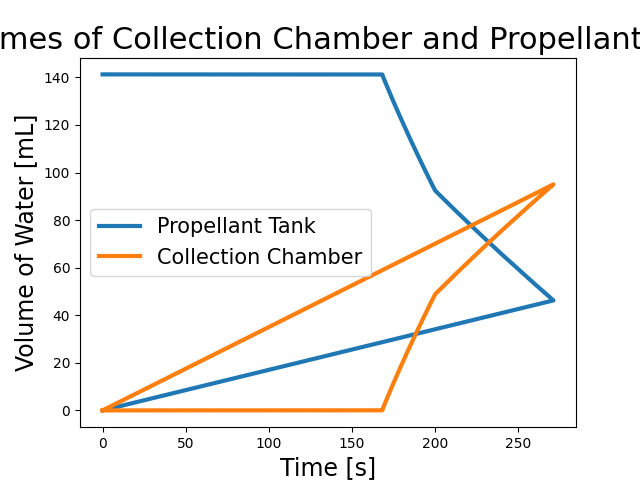 mes of Collection Chamber and Propellant
Volume of Water [mL]
140
120
100
80
60
40
20
0
Propellant Tank
Collection Chamber
0 50 100 150 200 250
Time [s]